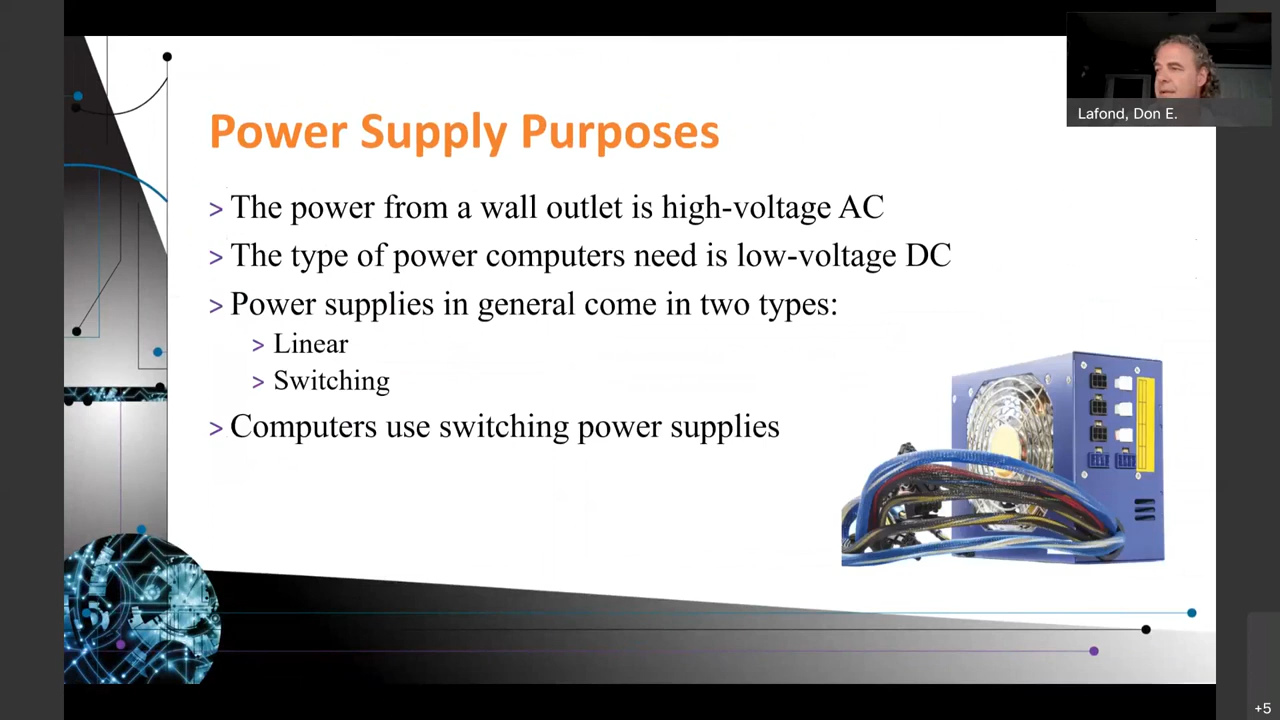 Power Supply Purposes
> The power from a wall outlet is high-voltage AC
> The type of power computers need is low-voltage DC
> Power supplies in general come in two types:
> Linear
> Switching
> Computers use switching power supplies
Lafond, Don E.
+5